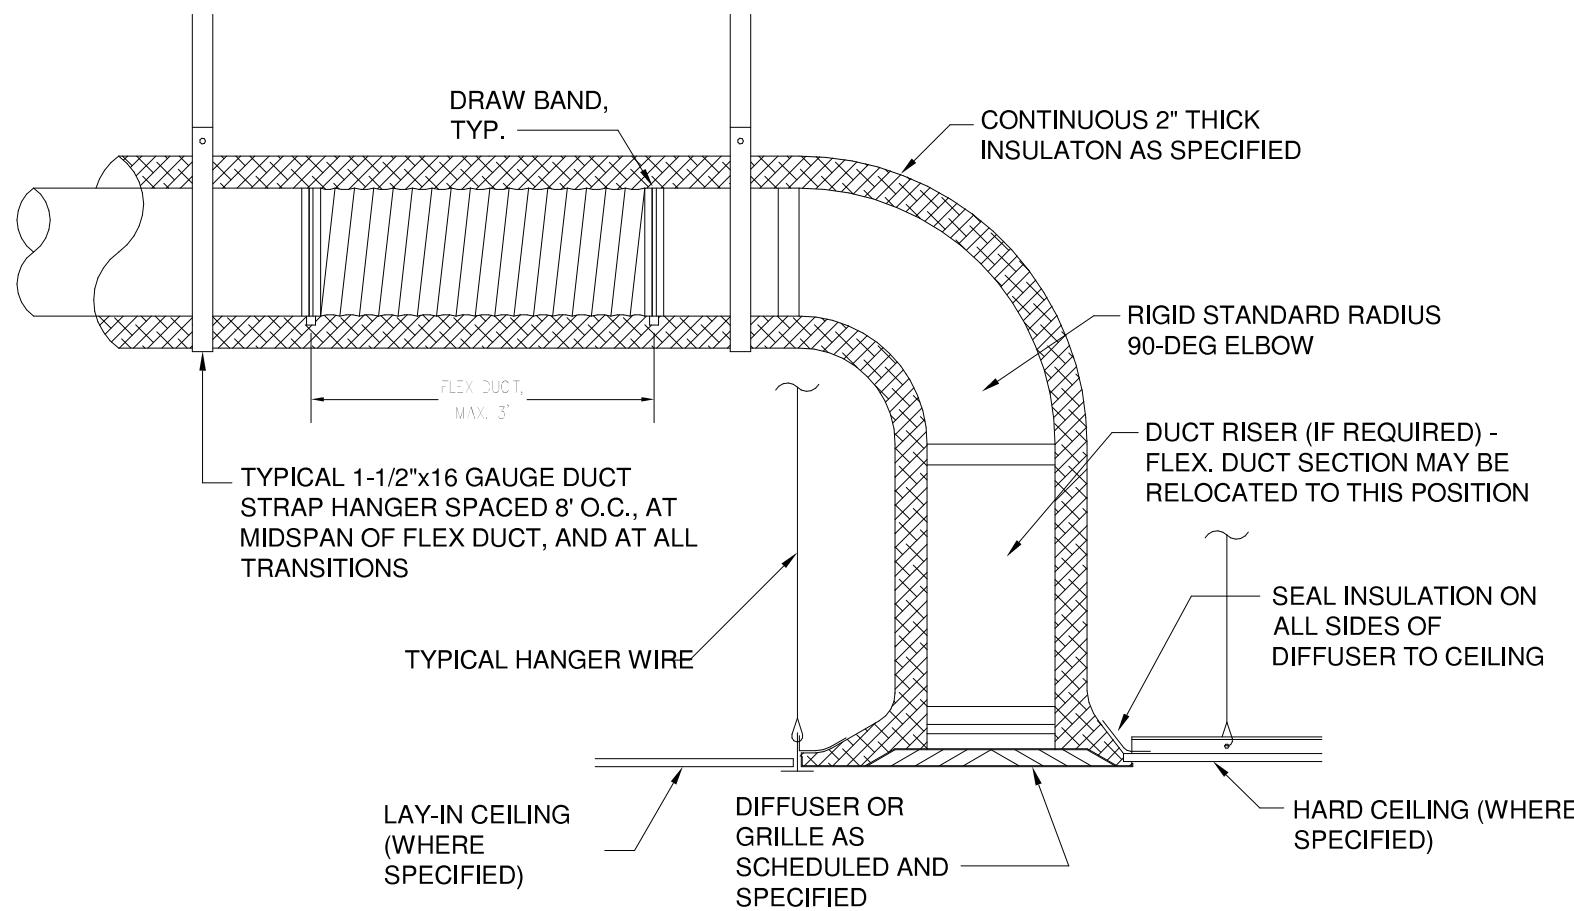 DRAW BAND,
TYP.
CONTINUOUS 2" THICK
INSULATON AS SPECIFIED
RIGID STANDARD RADIUS
90-DEG ELBOW
FLEX DUCT,
MAX. 3'
DUCT RISER (IF REQUIRED) -
FLEX. DUCT SECTION MAY BE
RELOCATED TO THIS POSITION
TYPICAL 1-1/2"x16 GAUGE DUCT
STRAP HANGER SPACED 8' O.C., AT
MIDSPAN OF FLEX DUCT, AND AT ALL
TRANSITIONS
SEAL INSULATION ON
ALL SIDES OF
DIFFUSER TO CEILING
TYPICAL HANGER WIRE
LAY-IN CEILING
(WHERE
SPECIFIED)
DIFFUSER OR
GRILLE AS
SCHEDULED AND
SPECIFIED
HARD CEILING (WHERE
SPECIFIED)